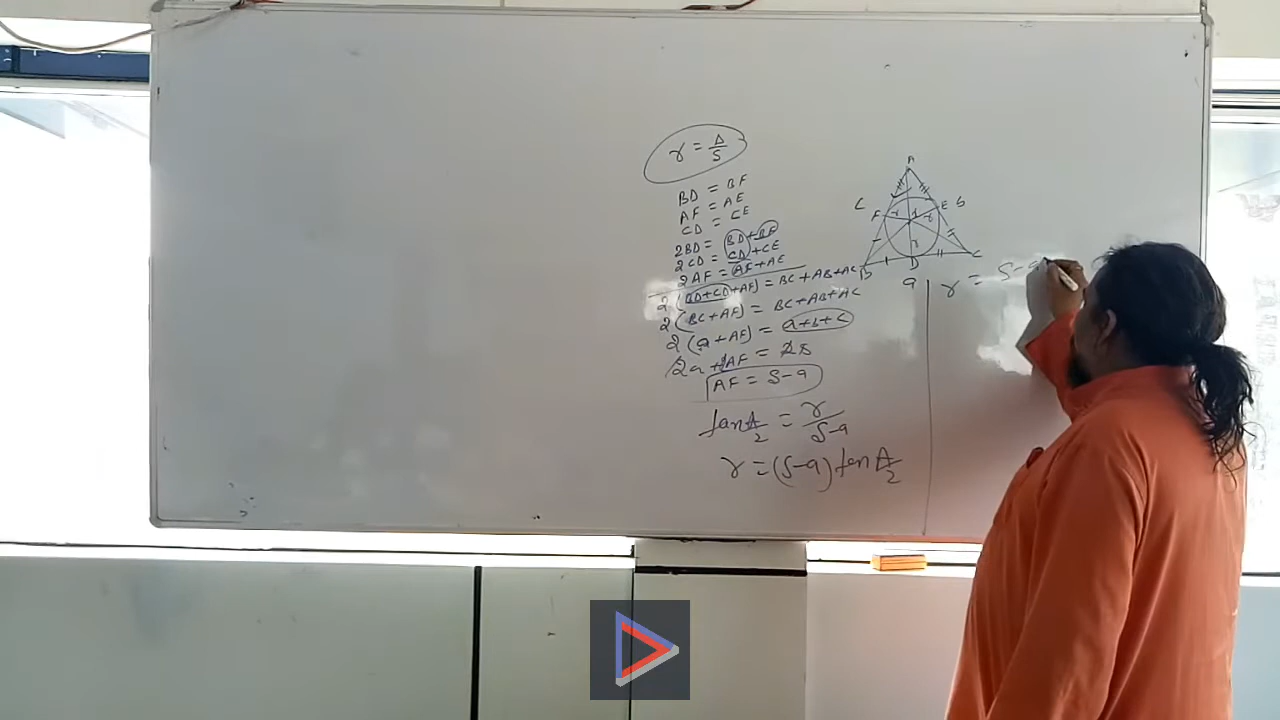 r = Δ/S
BD = BF
AF = AE
CD = CE
2BD = BD + BF
2CD = CD + CE
2AF = AF + AE
2(BD+CD+AF) = BC + AB + AC
2(BC + AF) = BC + AB + AC
2(a + AF) = a+b+c
2a + 2AF = 2s
AF = S-a
tan A/2 = r/S-a
r = (S-a) tan A/2
A
C F r r r E b
r
B D C
a
r = S-a